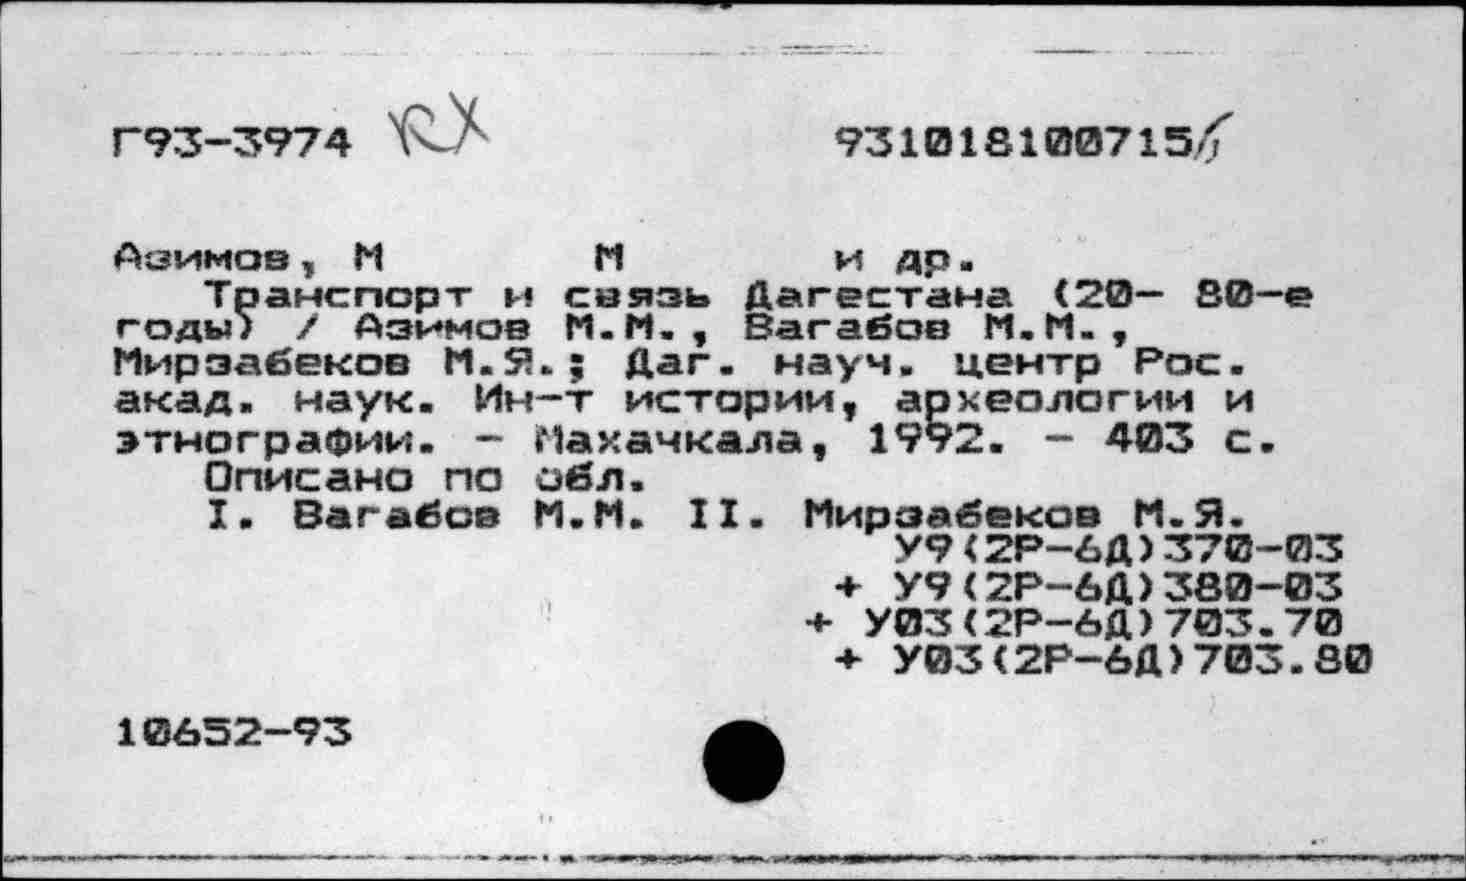 Г93-3974 RX
9310181007156
Азимов, М М и др.
Транспорт и связь Дагестана (20- 80-е
годы) / Азимов М.М., Вагабов М.М.,
Мирзабеков М.Я.; Даг. науч. центр Рос.
акад. наук. Ин-т истории, археологии и
этнографии. - Махачкала, 1992. - 403 с.
Описано по обл.
I. Вагабов М.М. II. Мирзабеков М.Я.
У9(2Р-6Д)370-03
+ У9(2Р-6Д)380-03
+ У03(2Р-6Д)703.70
+ У03(2Р-6Д)703.80
10652-93